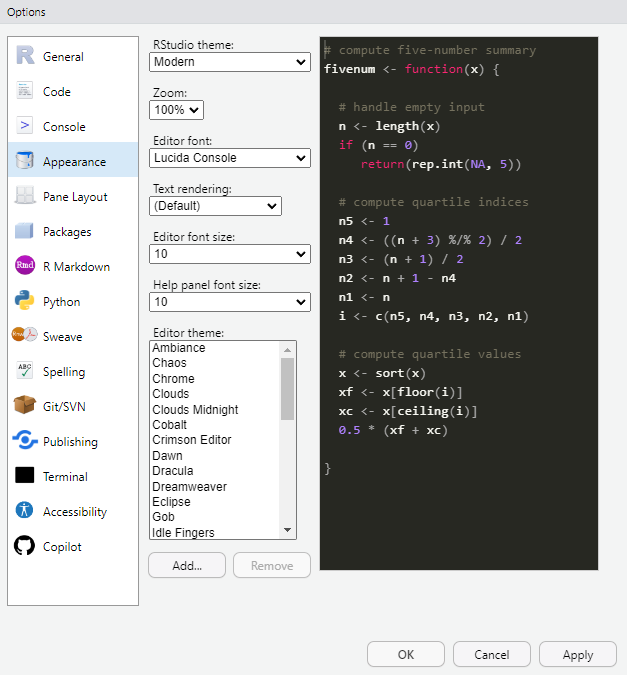 Options
General
Code
Console
Appearance
Pane Layout
Packages
R Markdown
Python
Sweave
Spelling
Git/SVN
Publishing
Terminal
Accessibility
Copilot
RStudio theme:
Modern
Zoom:
100%
Editor font:
Lucida Console
Text rendering:
(Default)
Editor font size:
10
Help panel font size:
10
Editor theme:
Ambiance
Chaos
Chrome
Clouds
Clouds Midnight
Cobalt
Crimson Editor
Dawn
Dracula
Dreamweaver
Eclipse
Gob
Idle Fingers
Add...
Remove
# compute five-number summary
fivenum <- function(x) {
# handle empty input
n <- length(x)
if (n == 0)
return(rep.int(NA, 5))
# compute quartile indices
n5 <- 1
n4 <- ((n + 3) %/% 2) / 2
n3 <- (n + 1) / 2
n2 <- n + 1 - n4
n1 <- n
i <- c(n5, n4, n3, n2, n1)
# compute quartile values
x <- sort(x)
xf <- x[floor(i)]
xc <- x[ceiling(i)]
0.5 * (xf + xc)
}
OK
Cancel
Apply